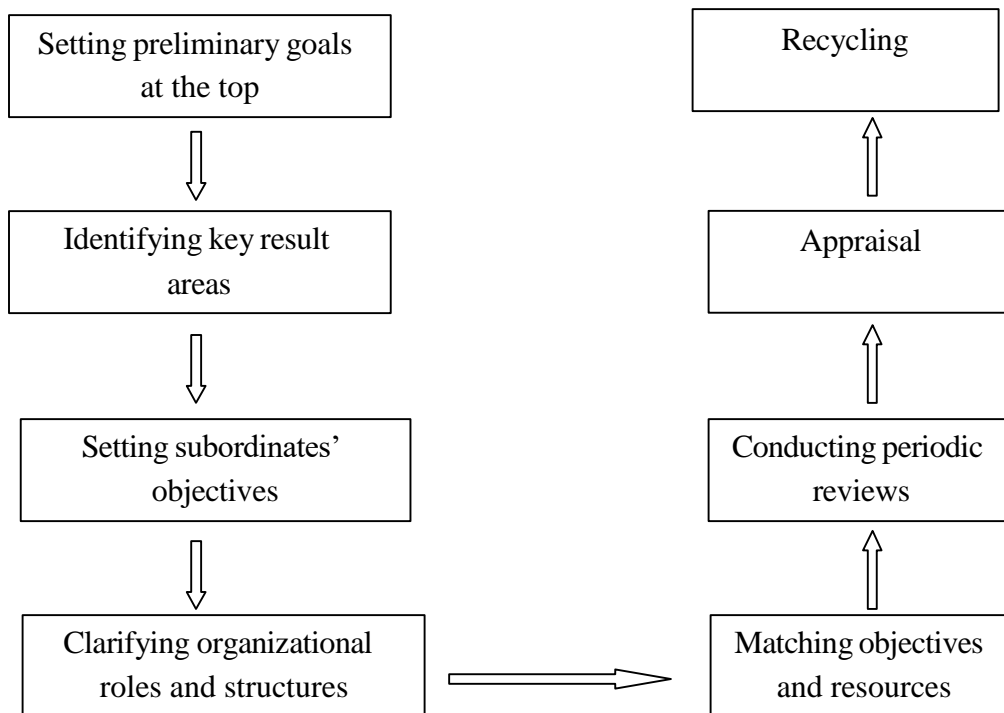 Setting preliminary goals
at the top
Identifying key result
areas
Setting subordinates’
objectives
Clarifying organizational
roles and structures
Matching objectives
and resources
Conducting periodic
reviews
Appraisal
Recycling